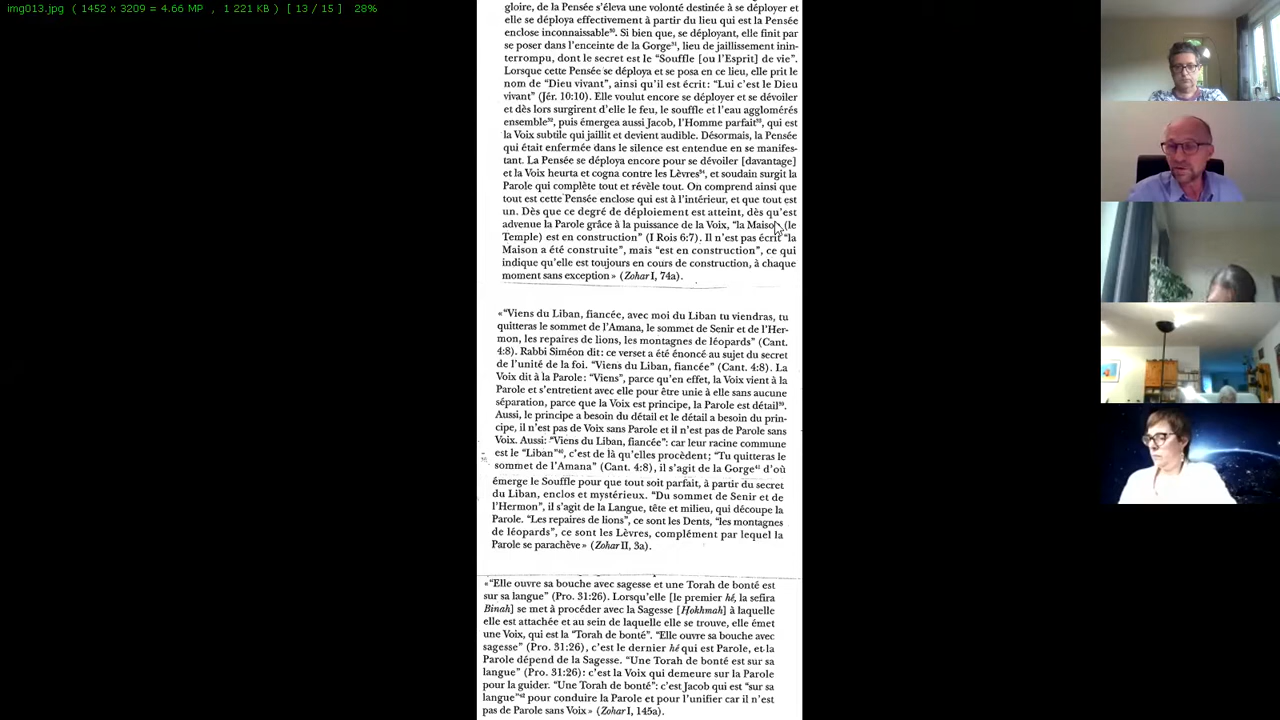 img013.jpg ( 1452 x 3209 = 4.66 MP , 1 221 KB ) [ 13 / 15 ] 28%
gloire, de la Pensée s'éleva une volonté destinée à se déployer et
elle se déploya effectivement à partir du lieu qui est la Pensée
enclose inconnaissable³⁰. Si bien que, se déployant, elle finit par
se poser dans l'enceinte de la Gorge³¹, lieu de jaillissement inin-
terrompu, dont le secret est le “Souffle [ou l'Esprit] de vie”.
Lorsque cette Pensée se déploya et se posa en ce lieu, elle prit le
nom de “Dieu vivant”, ainsi qu'il est écrit: “Lui c'est le Dieu
vivant” (Jér. 10:10). Elle voulut encore se déployer et se dévoiler
et dès lors surgirent d'elle le feu, le souffle et l'eau agglomérés
ensemble³², puis émergea aussi Jacob, l'Homme parfait³³, qui est
la Voix subtile qui jaillit et devient audible. Désormais, la Pensée
qui était enfermée dans le silence est entendue en se manifes-
tant. La Pensée se déploya encore pour se dévoiler [davantage]
et la Voix heurta et cogna contre les Lèvres³⁴, et soudain surgit la
Parole qui complète tout et révèle tout. On comprend ainsi que
tout est cette Pensée enclose qui est à l'intérieur, et que tout est
un. Dès que ce degré de déploiement est atteint, dès qu'est
advenue la Parole grâce à la puissance de la Voix, “la Maison (le
Temple) est en construction” (I Rois 6:7). Il n'est pas écrit “la
Maison a été construite”, mais “est en construction”, ce qui
indique qu'elle est toujours en cours de construction, à chaque
moment sans exception» (Zohar I, 74a).
«“Viens du Liban, fiancée, avec moi du Liban tu viendras, tu
quitteras le sommet de l'Amana, le sommet de Senir et de l'Her-
mon, les repaires de lions, les montagnes de léopards” (Cant.
4:8). Rabbi Siméon dit: ce verset a été énoncé au sujet du secret
de l'unité de la foi. “Viens du Liban, fiancée” (Cant. 4:8). La
Voix dit à la Parole: “Viens”, parce qu'en effet, la Voix vient à la
Parole et s'entretient avec elle pour être unie à elle sans aucune
séparation, parce que la Voix est principe, la Parole est détail³⁹.
Aussi, le principe a besoin du détail et le détail a besoin du prin-
cipe, il n'est pas de Voix sans Parole et il n'est pas de Parole sans
Voix. Aussi: “Viens du Liban, fiancée”: car leur racine commune
est le “Liban”⁴⁰, c'est de là qu'elles procèdent; “Tu quitteras le
sommet de l'Amana” (Cant. 4:8), il s'agit de la Gorge⁴¹ d'où
émerge le Souffle pour que tout soit parfait, à partir du secret
du Liban, enclos et mystérieux. “Du sommet de Senir et de
l'Hermon”, il s'agit de la Langue, tête et milieu, qui découpe la
Parole. “Les repaires de lions”, ce sont les Dents, “les montagnes
de léopards”, ce sont les Lèvres, complément par lequel la
Parole se parachève» (Zohar II, 3a).
«“Elle ouvre sa bouche avec sagesse et une Torah de bonté est
sur sa langue” (Pro. 31:26). Lorsqu'elle [le premier hé, la sefira
Binah] se met à procéder avec la Sagesse [Ḥokhmah] à laquelle
elle est attachée et au sein de laquelle elle se trouve, elle émet
une Voix, qui est la “Torah de bonté”. “Elle ouvre sa bouche avec
sagesse” (Pro. 31:26), c'est le dernier hé qui est Parole, et la
Parole dépend de la Sagesse. “Une Torah de bonté est sur sa
langue” (Pro. 31:26): c'est la Voix qui demeure sur la Parole
pour la guider. “Une Torah de bonté”: c'est Jacob qui est “sur sa
langue”⁴² pour conduire la Parole et pour l'unifier car il n'est
pas de Parole sans Voix» (Zohar I, 145a).